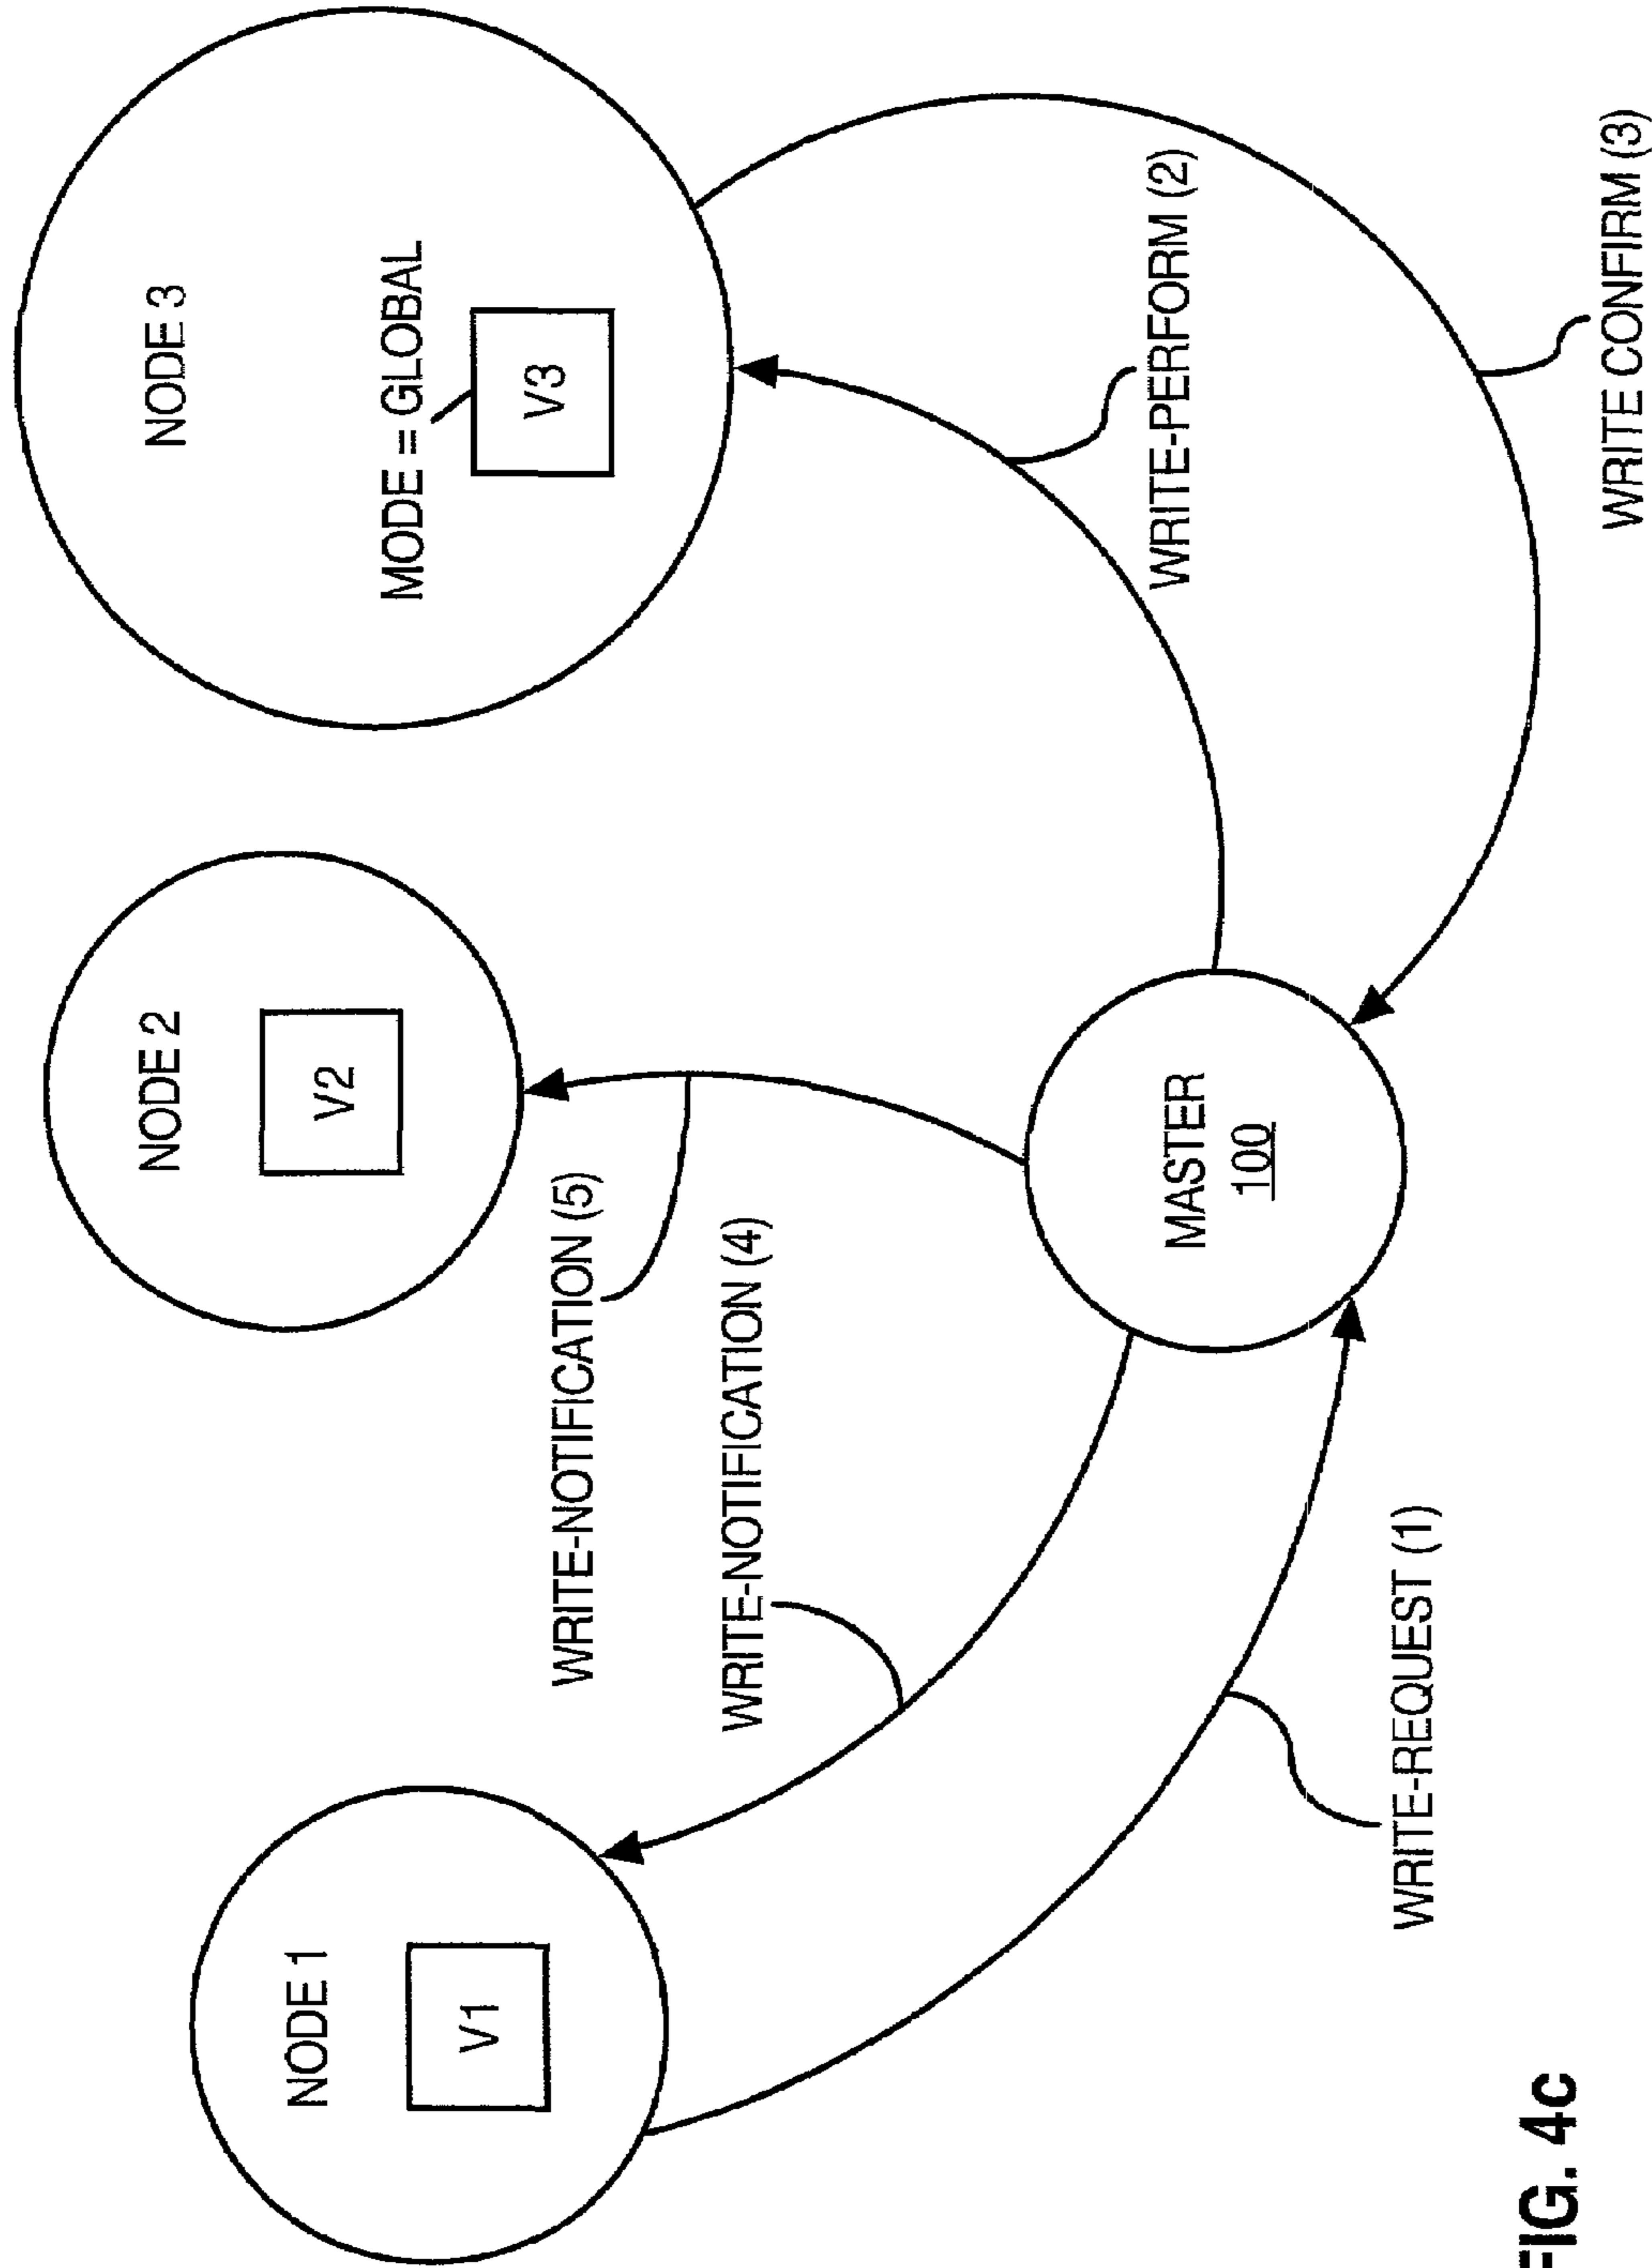 NODE 1
V1
NODE 2
V2
NODE 3
MODE = GLOBAL
V3
WRITE-NOTIFICATION (5)
WRITE-NOTIFICATION (4)
MASTER
100
WRITE-PERFORM (2)
WRITE-REQUEST (1)
WRITE CONFIRM (3)
FIG. 4c